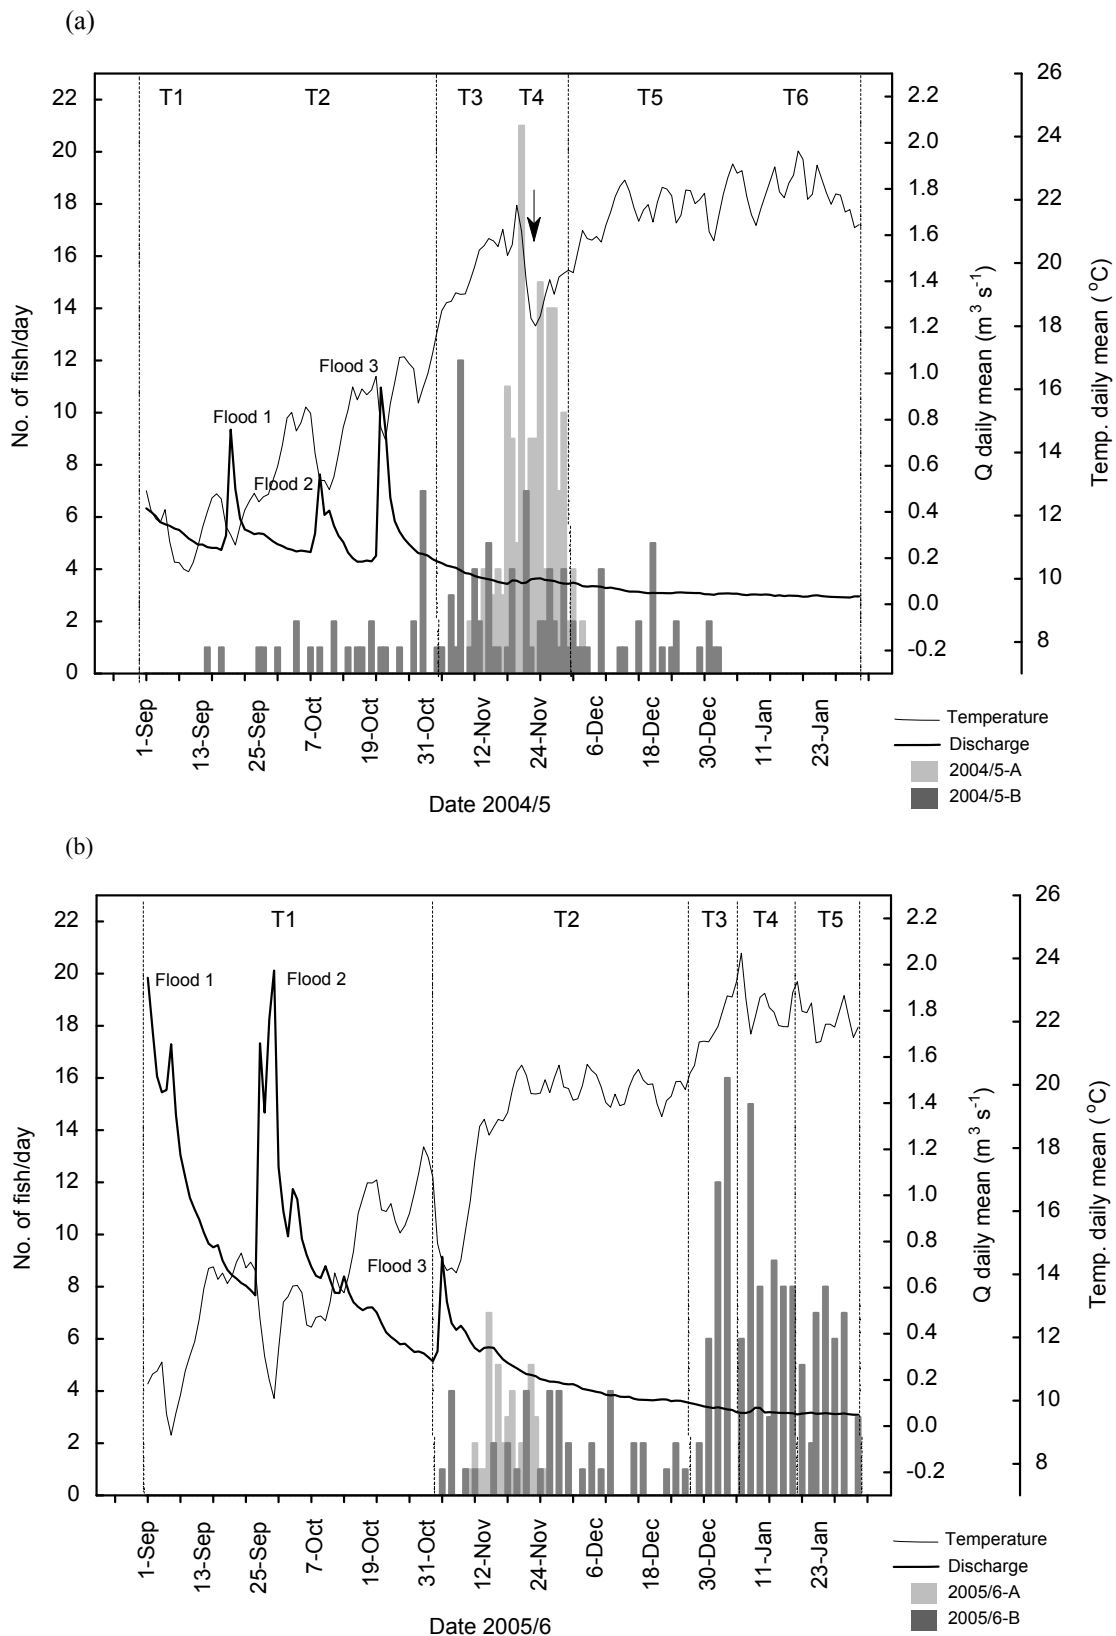 (a)
T1 T2 T3 T4 T5 T6
22
20
18
16
14
12
10
8
6
4
2
0
No. of fish/day
Flood 1
Flood 2
Flood 3
2.2
2.0
1.8
1.6
1.4
1.2
1.0
0.8
0.6
0.4
0.2
0.0
-0.2
Q daily mean (m³ s⁻¹)
26
24
22
20
18
16
14
12
10
8
Temp. daily mean (°C)
1-Sep 13-Sep 25-Sep 7-Oct 19-Oct 31-Oct 12-Nov 24-Nov 6-Dec 18-Dec 30-Dec 11-Jan 23-Jan
Date 2004/5
Temperature
Discharge
2004/5-A
2004/5-B
(b)
T1 T2 T3 T4 T5
22
20
18
16
14
12
10
8
6
4
2
0
No. of fish/day
Flood 1
Flood 2
Flood 3
2.2
2.0
1.8
1.6
1.4
1.2
1.0
0.8
0.6
0.4
0.2
0.0
-0.2
Q daily mean (m³ s⁻¹)
26
24
22
20
18
16
14
12
10
8
Temp. daily mean (°C)
1-Sep 13-Sep 25-Sep 7-Oct 19-Oct 31-Oct 12-Nov 24-Nov 6-Dec 18-Dec 30-Dec 11-Jan 23-Jan
Date 2005/6
Temperature
Discharge
2005/6-A
2005/6-B